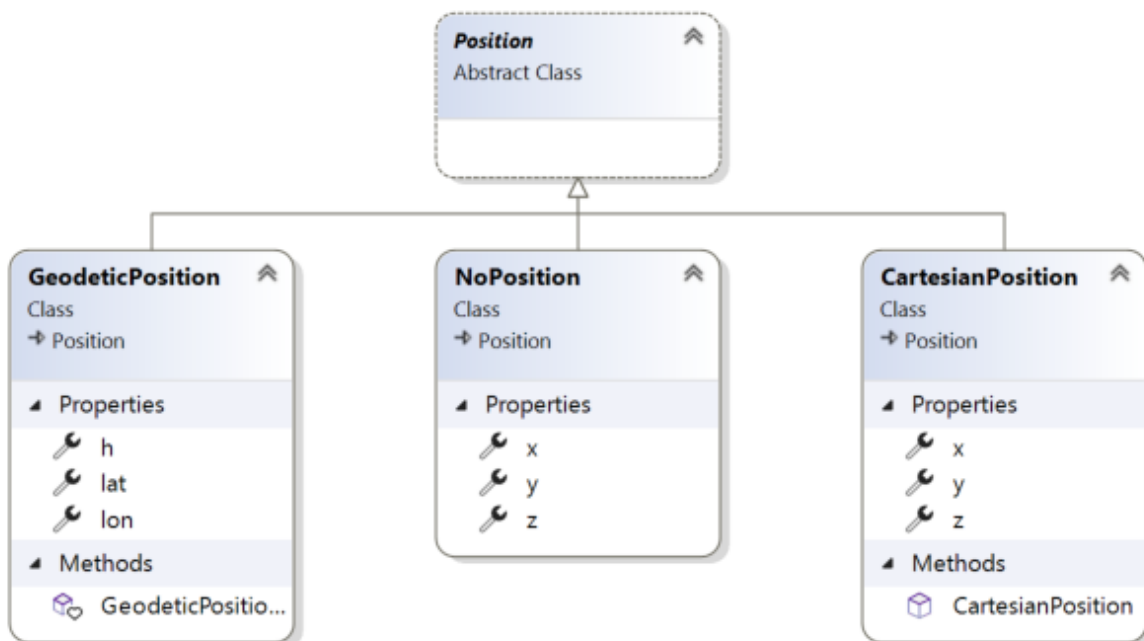 Position
Abstract Class
GeodeticPosition
Class
Position
Properties
h
lat
lon
Methods
GeodeticPositio...
NoPosition
Class
Position
Properties
x
y
z
CartesianPosition
Class
Position
Properties
x
y
z
Methods
CartesianPosition